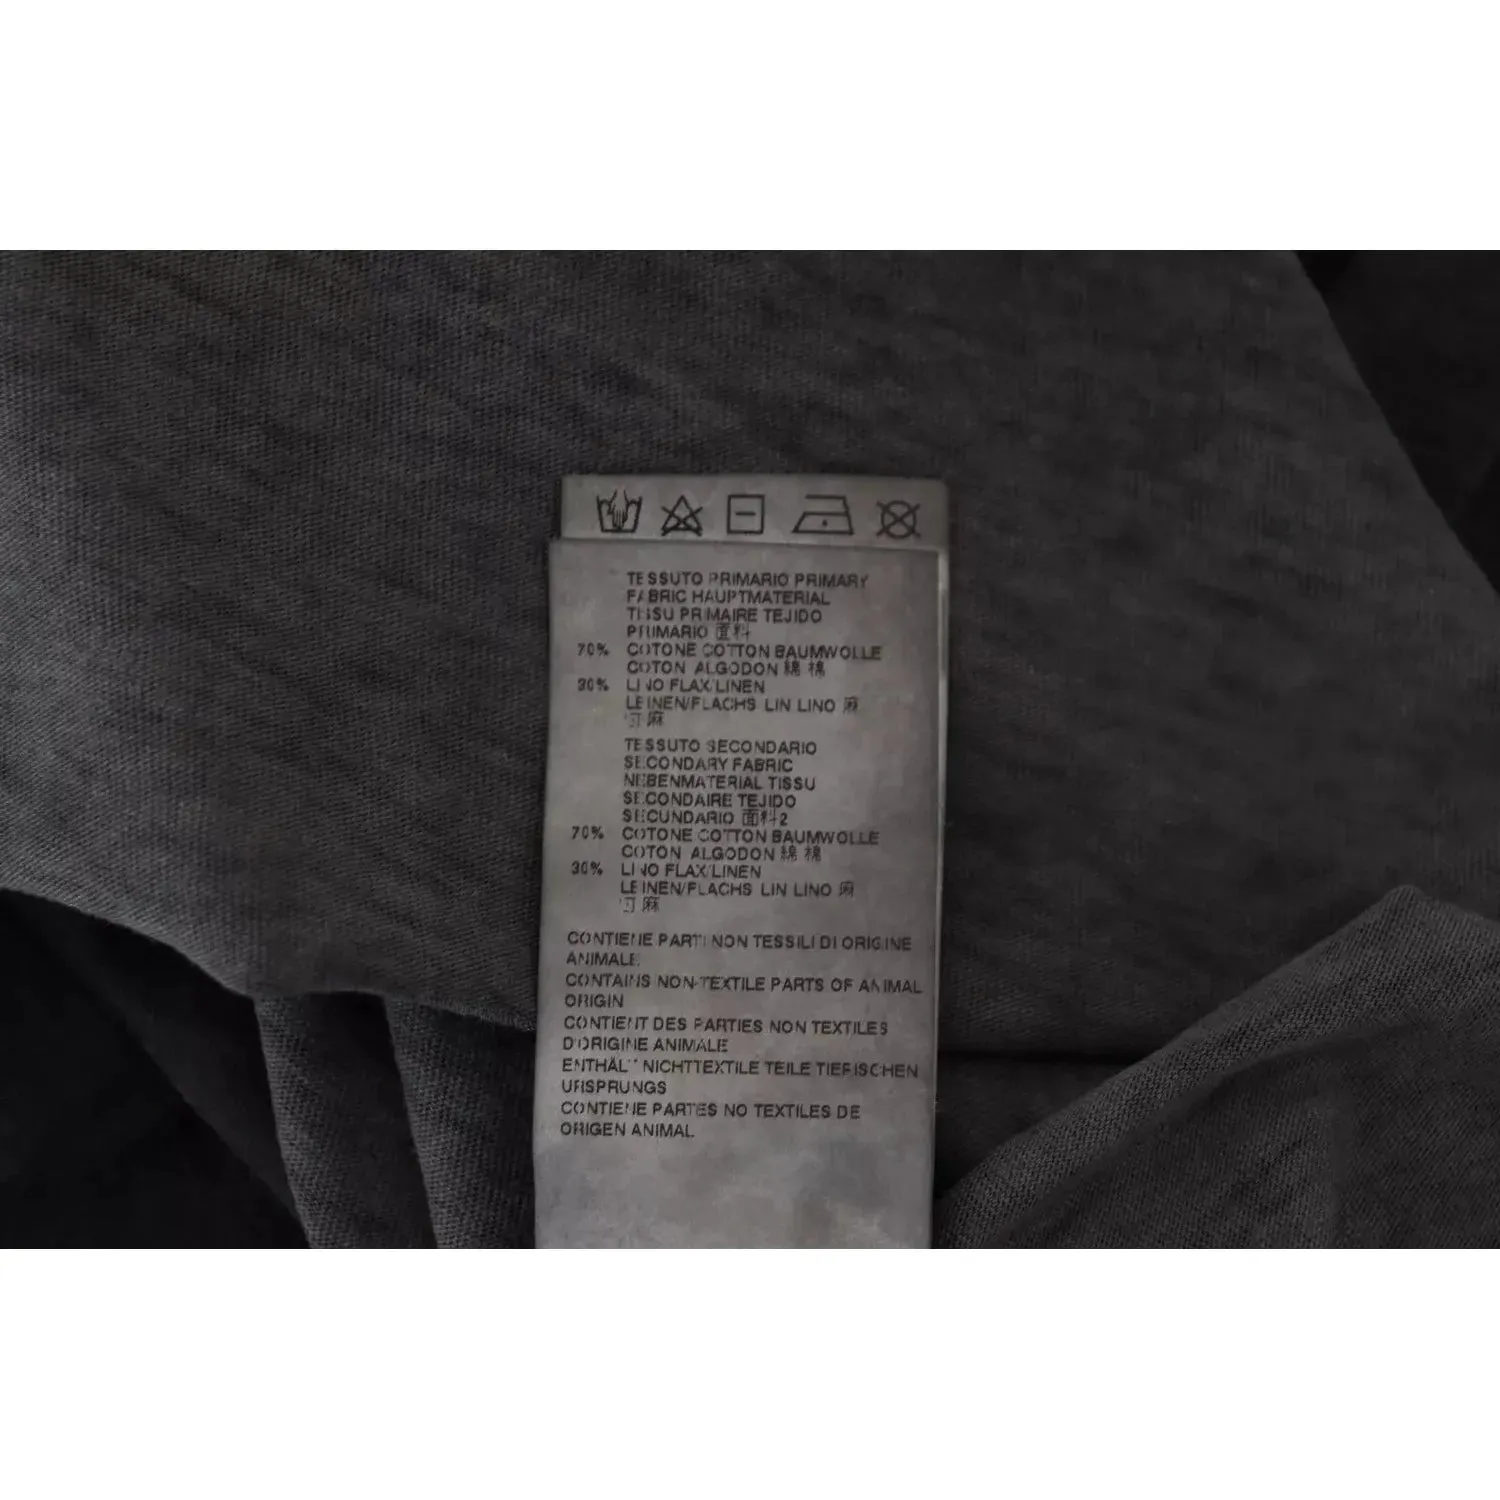 TESSUTO PRIMARIO PRIMARY
FABRIC HAUPTMATERIAL
TISSU PRIMAIRE TEJIDO
PRIMARIO 面料
70% COTONE COTTON BAUMWOLLE
COTON ALGODON 綿 棉
30% LINO FLAX/LINEN
LEINEN/FLACHS LIN LINO 麻
麻
TESSUTO SECONDARIO
SECONDARY FABRIC
NEBENMATERIAL TISSU
SECONDAIRE TEJIDO
SECUNDARIO 面料2
70% COTONE COTTON BAUMWOLLE
COTON ALGODON 綿 棉
30% LINO FLAX/LINEN
LEINEN/FLACHS LIN LINO 麻
麻
CONTIENE PARTI NON TESSILI DI ORIGINE
ANIMALE.
CONTAINS NON-TEXTILE PARTS OF ANIMAL
ORIGIN
CONTIENT DES PARTIES NON TEXTILES
D'ORIGINE ANIMALE
ENTHÄLT NICHTTEXTILE TEILE TIERISCHEN
URSPRUNGS
CONTIENE PARTES NO TEXTILES DE
ORIGEN ANIMAL